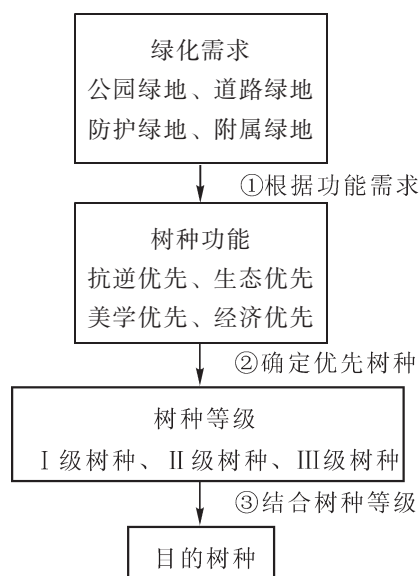 绿化需求
公园绿地、道路绿地
防护绿地、附属绿地
①根据功能需求
树种功能
抗逆优先、生态优先
美学优先、经济优先
②确定优先树种
树种等级
Ⅰ级树种、Ⅱ级树种、Ⅲ级树种
③结合树种等级
目的树种